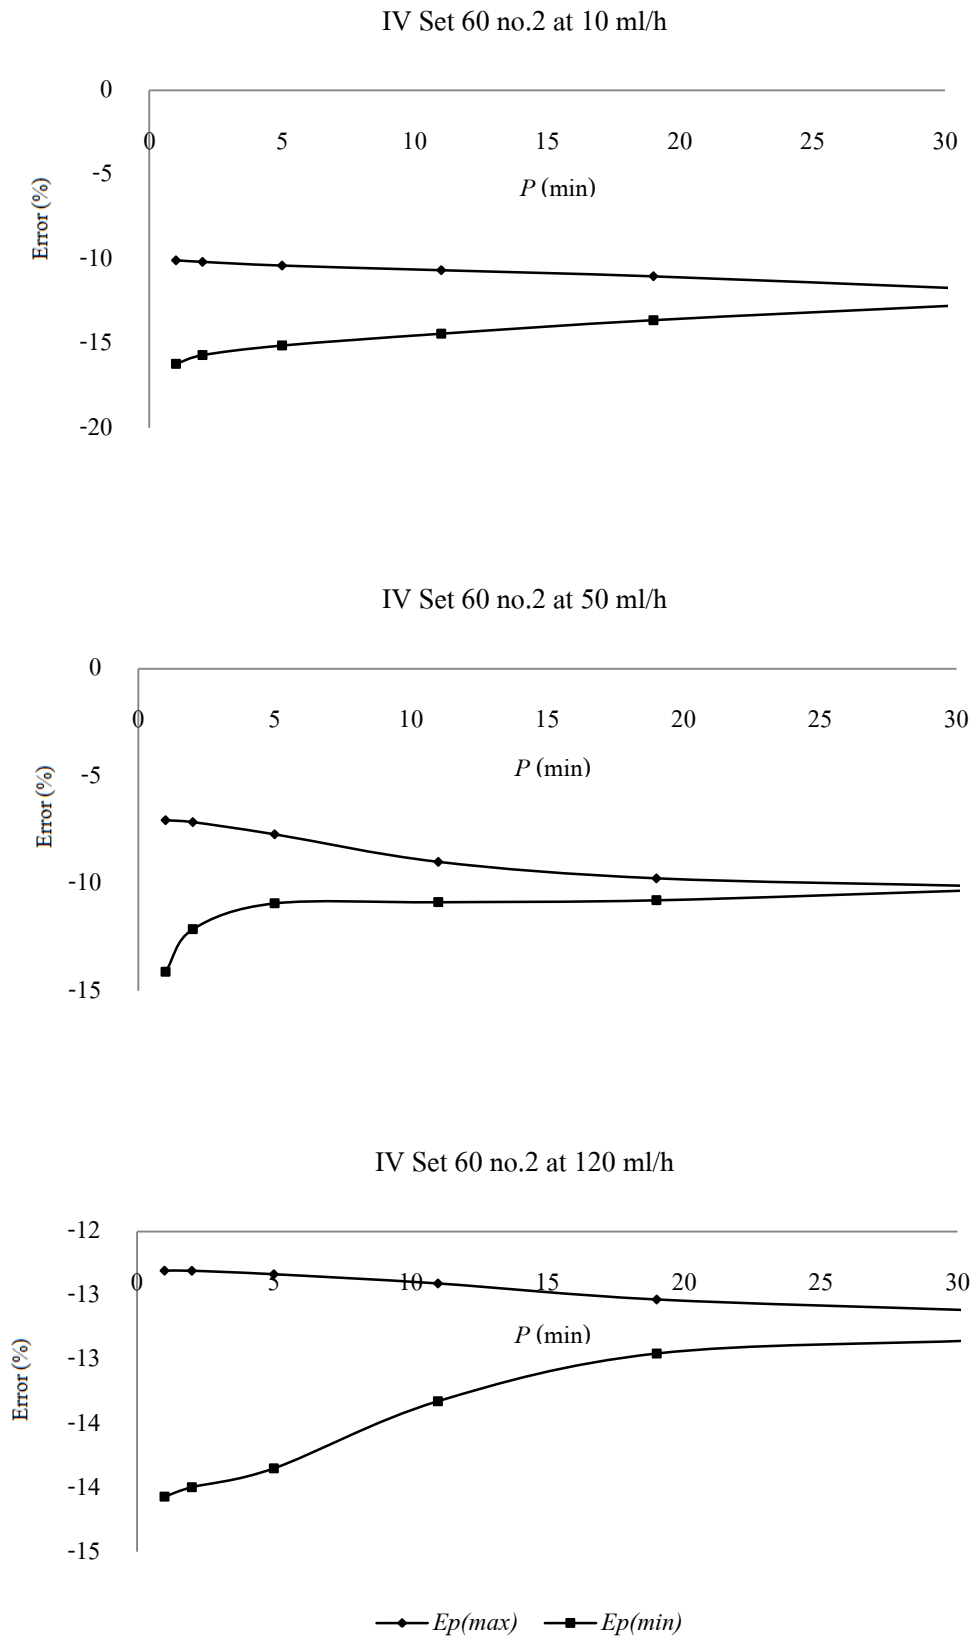 IV Set 60 no.2 at 10 ml/h
0
0 5 10 15 20 25 30
-5
P (min)
Error (%)
-10
-15
-20
IV Set 60 no.2 at 50 ml/h
0
0 5 10 15 20 25 30
P (min)
-5
Error (%)
-10
-15
IV Set 60 no.2 at 120 ml/h
-12
0 5 10 15 20 25 30
-13
P (min)
-13
Error (%)
-14
-14
-15
Ep(max) Ep(min)